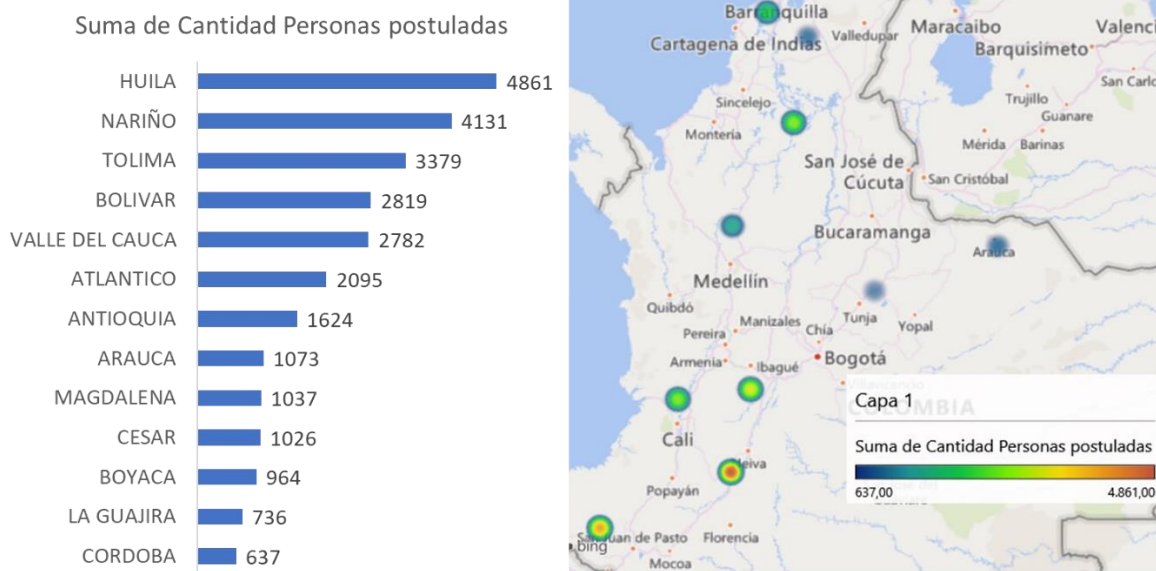 Suma de Cantidad Personas postuladas
HUILA 4861
NARIÑO 4131
TOLIMA 3379
BOLIVAR 2819
VALLE DEL CAUCA 2782
ATLANTICO 2095
ANTIOQUIA 1624
ARAUCA 1073
MAGDALENA 1037
CESAR 1026
BOYACA 964
LA GUAJIRA 736
CORDOBA 637
Barranquilla
Maracaibo
Valenci
Cartagena de Indias
Valledupar
Barquisimeto
San Carlo
Sincelejo
Trujillo
Guanare
Montería
Mérida
Barinas
San José de
Cúcuta
San Cristóbal
Bucaramanga
Arauca
Medellín
Quibdó
Manizales
Chía
Tunja
Yopal
Pereira
Armenia
Ibagué
Bogotá
COLOMBIA
Cali
Neiva
Popayán
San Juan de Pasto
Florencia
bing
Mocoa
Capa 1
Suma de Cantidad Personas postuladas
637,00 4.861,00